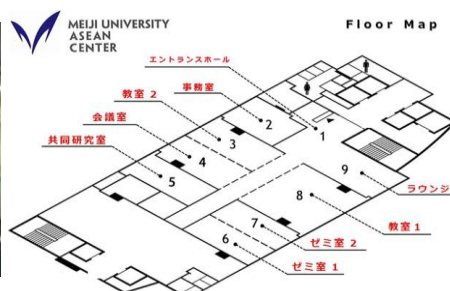 MEIJI UNIVERSITY
ASEAN
CENTER
Floor Map
エントランスホール
事務室
教室 2
会議室
共同研究室
1
2
3
4
5
9
8
7
6
ラウンジ
教室 1
ゼミ室 2
ゼミ室 1